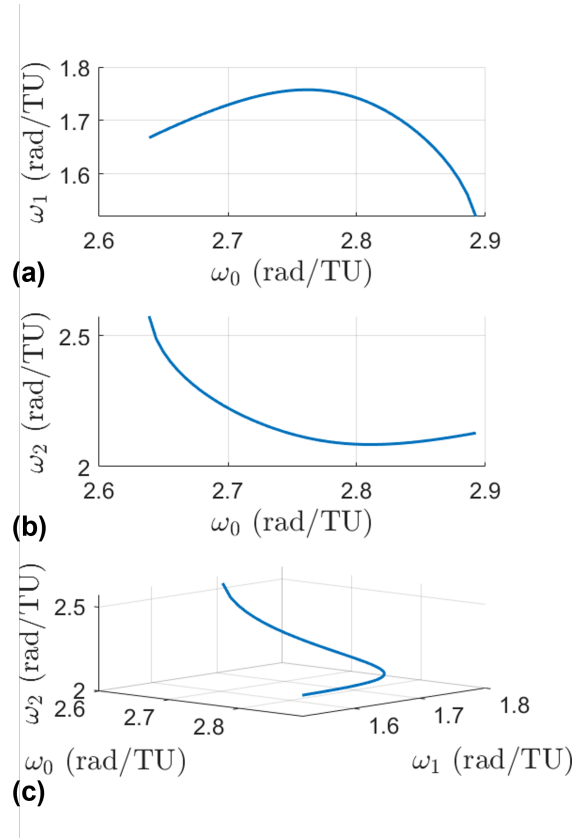 1.8
1.7
1.6
ω₁ (rad/TU)
2.6 2.7 2.8 2.9
ω₀ (rad/TU)
(a)
2.5
2
ω₂ (rad/TU)
2.6 2.7 2.8 2.9
ω₀ (rad/TU)
(b)
2.5
2
ω₂ (rad/TU)
2.6 2.7 2.8
1.6 1.7 1.8
ω₀ (rad/TU)
ω₁ (rad/TU)
(c)